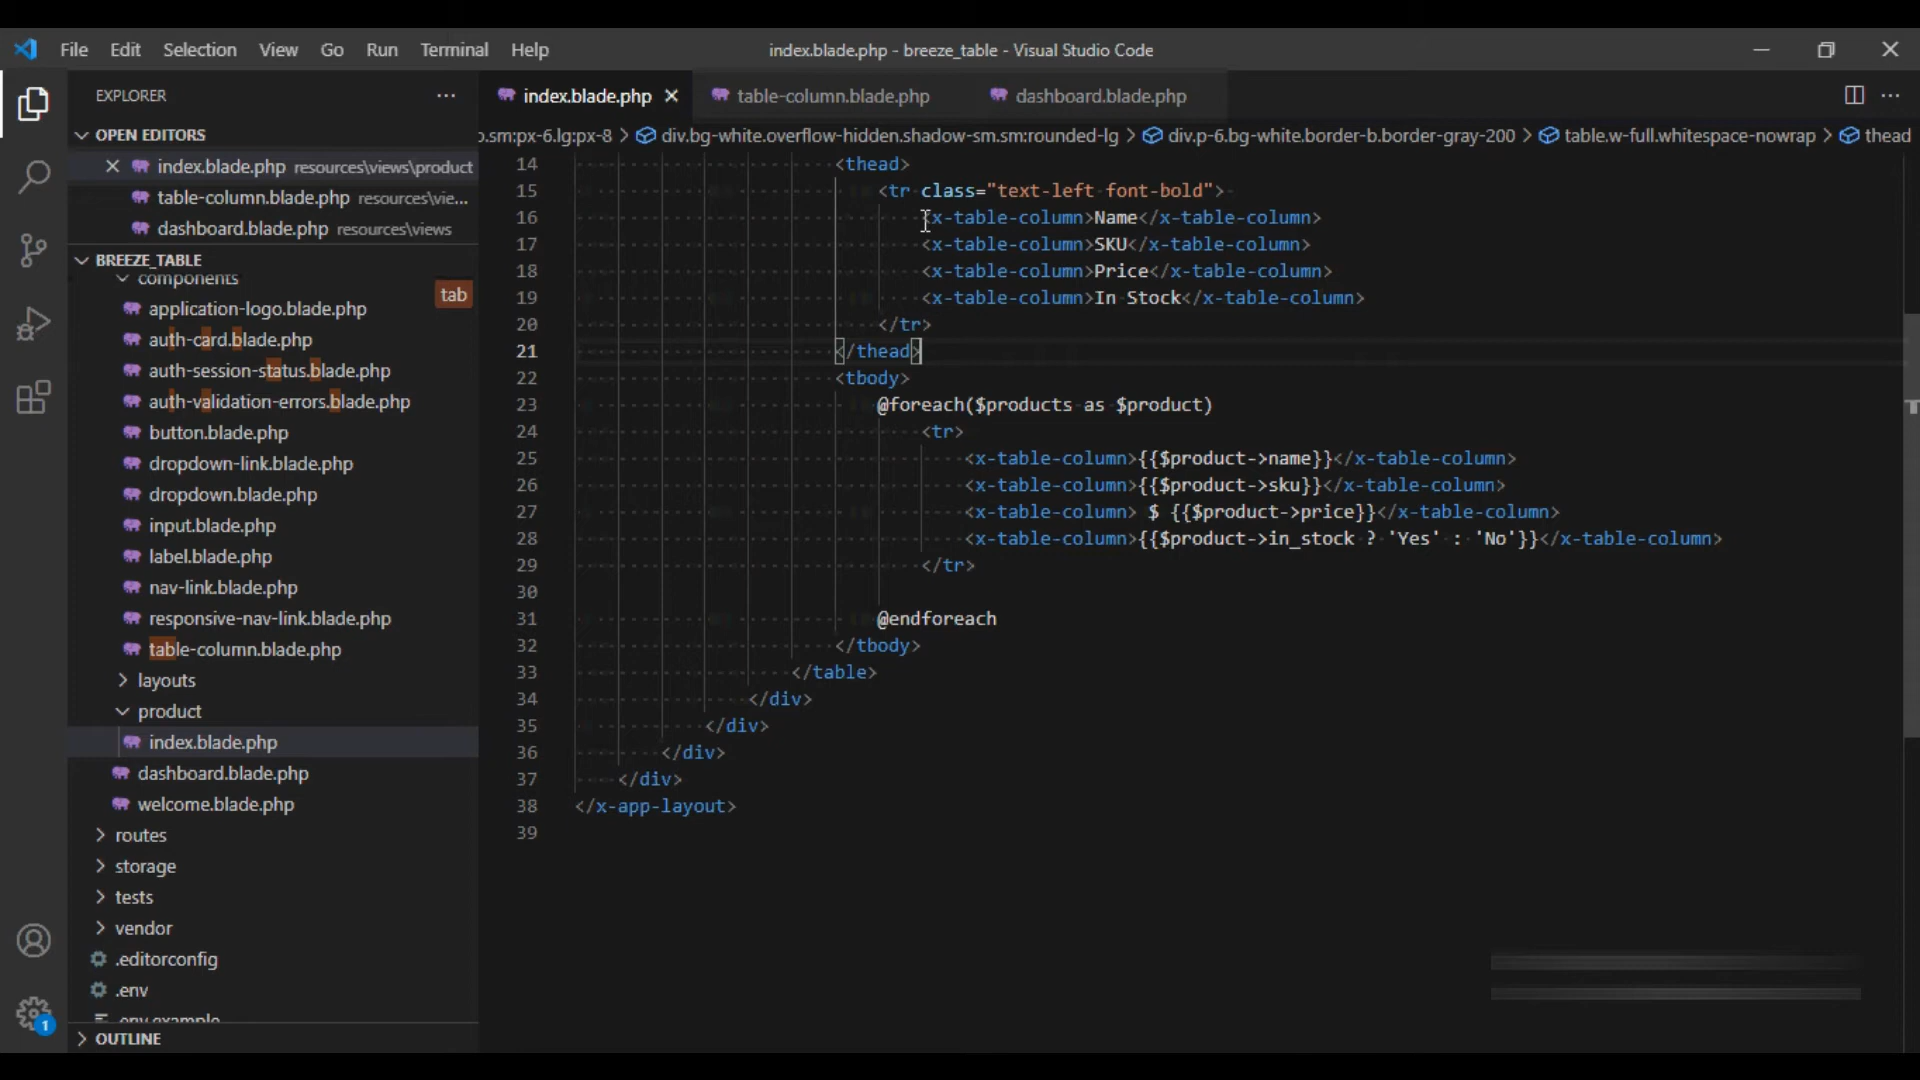 File Edit Selection View Go Run Terminal Help
index.blade.php - breeze_table - Visual Studio Code
EXPLORER
OPEN EDITORS
index.blade.php resources\views\product
table-column.blade.php resources\vie...
dashboard.blade.php resources\views
BREEZE_TABLE
components
tab
application-logo.blade.php
auth-card.blade.php
auth-session-status.blade.php
auth-validation-errors.blade.php
button.blade.php
dropdown-link.blade.php
dropdown.blade.php
input.blade.php
label.blade.php
nav-link.blade.php
responsive-nav-link.blade.php
table-column.blade.php
layouts
product
index.blade.php
dashboard.blade.php
welcome.blade.php
routes
storage
tests
vendor
.editorconfig
.env
.env.example
OUTLINE
1
index.blade.php table-column.blade.php dashboard.blade.php
o.sm:px-6.lg:px-8 > div.bg-white.overflow-hidden.shadow-sm.sm:rounded-lg > div.p-6.bg-white.border-b.border-gray-200 > table.w-full.whitespace-nowrap > thead
14 <thead>
15 <tr class="text-left font-bold">
16 <x-table-column>Name</x-table-column>
17 <x-table-column>SKU</x-table-column>
18 <x-table-column>Price</x-table-column>
19 <x-table-column>In Stock</x-table-column>
20 </tr>
21 </thead>
22 <tbody>
23 @foreach($products as $product)
24 <tr>
25 <x-table-column>{{$product->name}}</x-table-column>
26 <x-table-column>{{$product->sku}}</x-table-column>
27 <x-table-column> $ {{$product->price}}</x-table-column>
28 <x-table-column>{{$product->in_stock ? 'Yes' : 'No'}}</x-table-column>
29 </tr>
30
31 @endforeach
32 </tbody>
33 </table>
34 </div>
35 </div>
36 </div>
37 </div>
38 </x-app-layout>
39